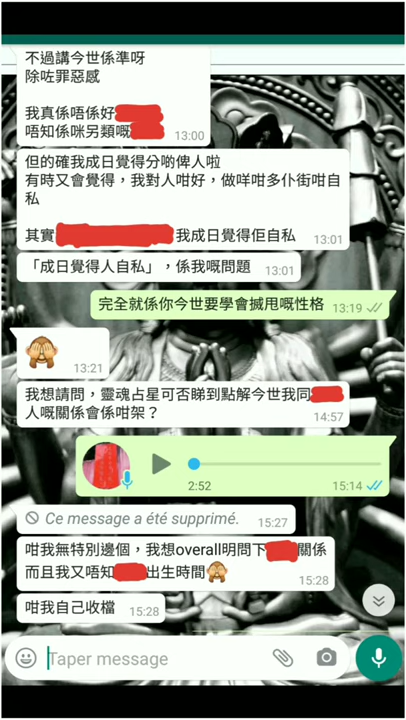 不過講今世係準呀
除咗罪惡感
我真係唔係好
唔知係咪另類嘅
13:00
但的確我成日覺得分啲俾人啦
有時又會覺得，我對人咁好，做咩咁多仆街咁自
私
其實
我成日覺得佢自私
13:01
「成日覺得人自私」，係我嘅問題
13:01
完全就係你今世要學會搣甩嘅性格
13:19
13:21
我想請問，靈魂占星可否睇到點解今世我同
人嘅關係會係咁架？
14:57
2:52
15:14
Ce message a été supprimé.
15:27
咁我無特別邊個，我想overall明問下
關係
而且我又唔知
出生時間
15:28
咁我自己收檔
15:28
Taper message